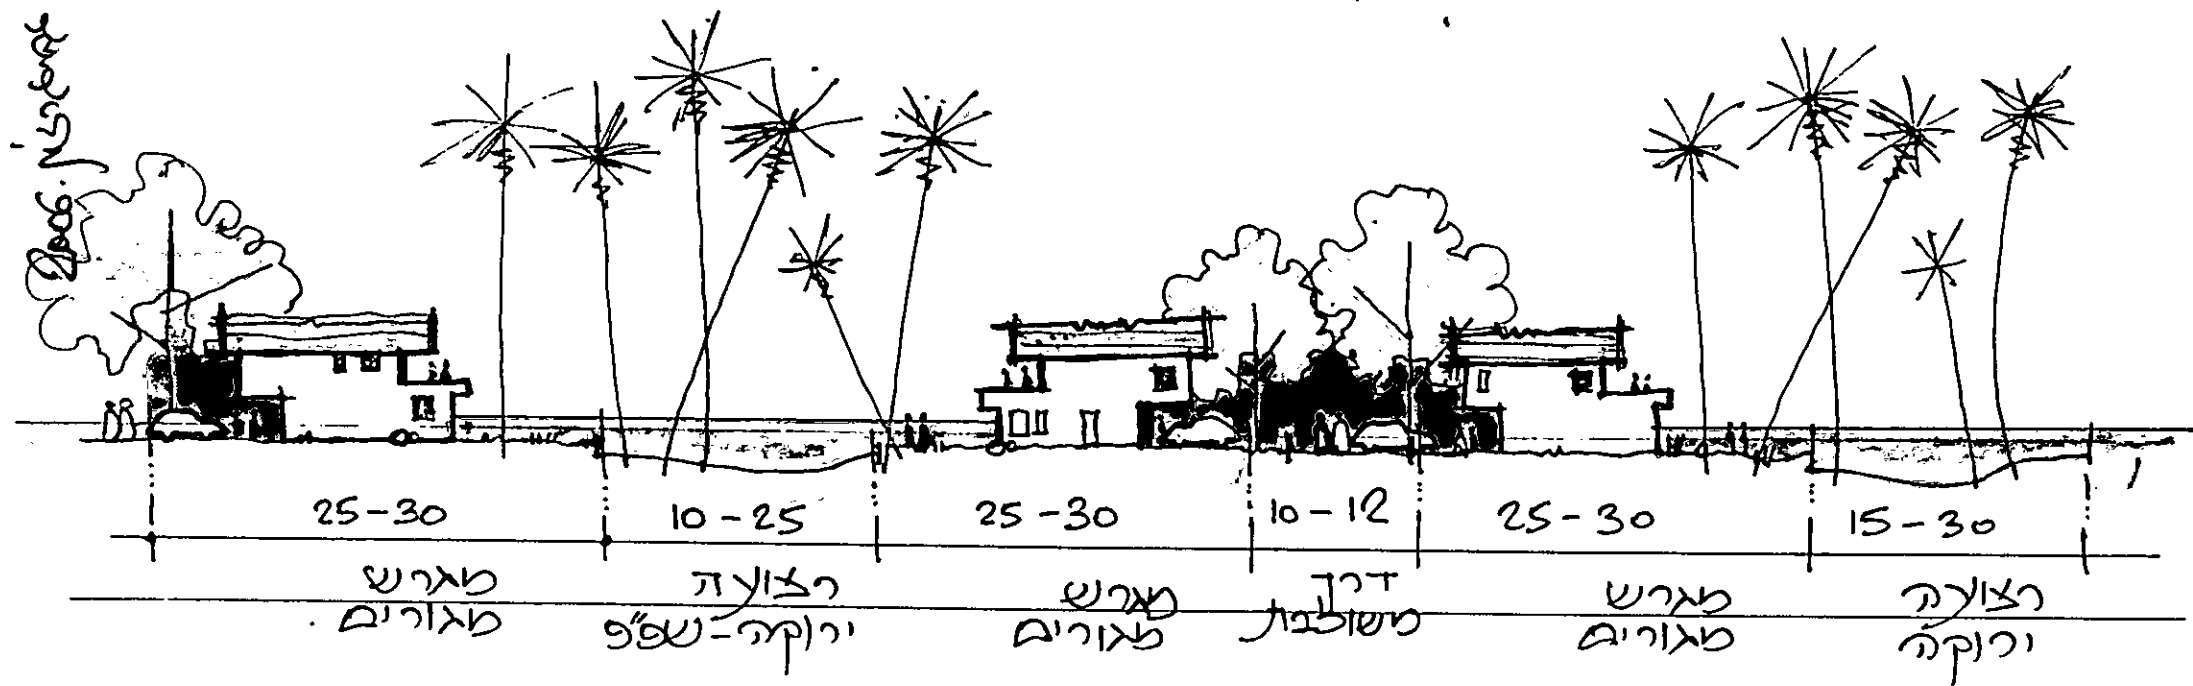 25-30
10-25
25-30
10-12
25-30
15-30
מגרש
מגורים
רצועה
ירוקה-שפ"פ
מגרש
מגורים
דרך
משולבת
מגרש
מגורים
רצועה
ירוקה